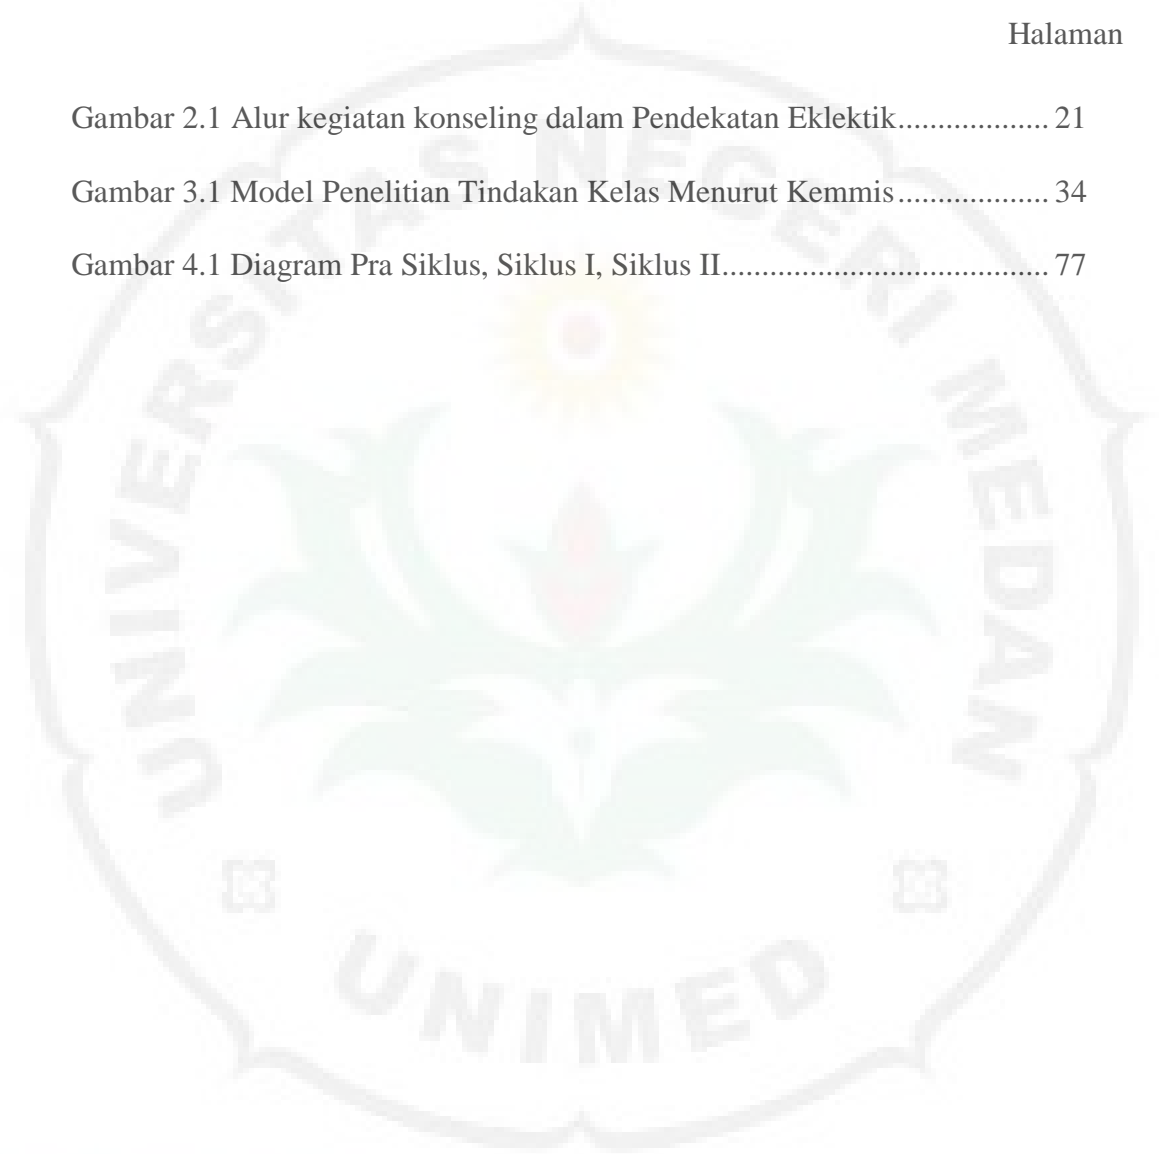 Halaman
Gambar 2.1 Alur kegiatan konseling dalam Pendekatan Eklektik................... 21
Gambar 3.1 Model Penelitian Tindakan Kelas Menurut Kemmis................... 34
Gambar 4.1 Diagram Pra Siklus, Siklus I, Siklus II......................................... 77
UNIVERSITAS NEGERI MEDAN
UNIMED